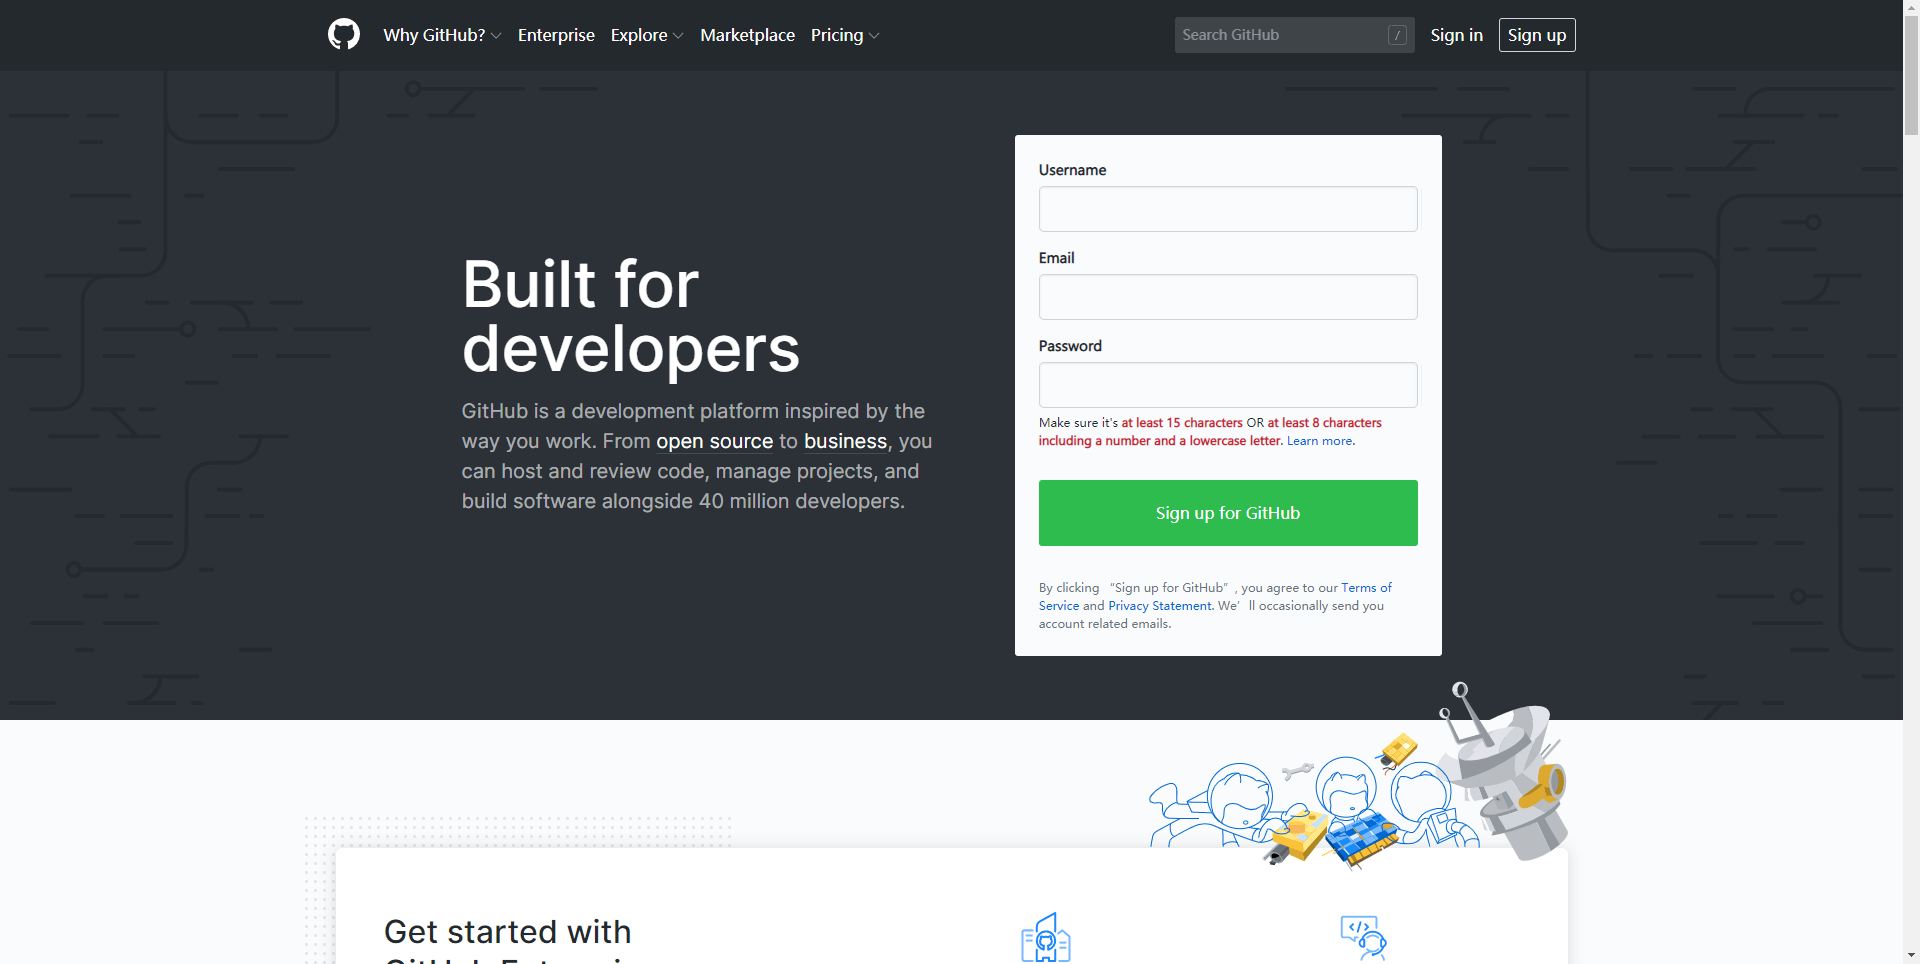 Why GitHub? Enterprise Explore Marketplace Pricing Search GitHub / Sign in Sign up
Built for
developers
GitHub is a development platform inspired by the
way you work. From open source to business, you
can host and review code, manage projects, and
build software alongside 40 million developers.
Username
Email
Password
Make sure it's at least 15 characters OR at least 8 characters
including a number and a lowercase letter. Learn more.
Sign up for GitHub
By clicking “Sign up for GitHub”, you agree to our Terms of
Service and Privacy Statement. We’ll occasionally send you
account related emails.
Get started with